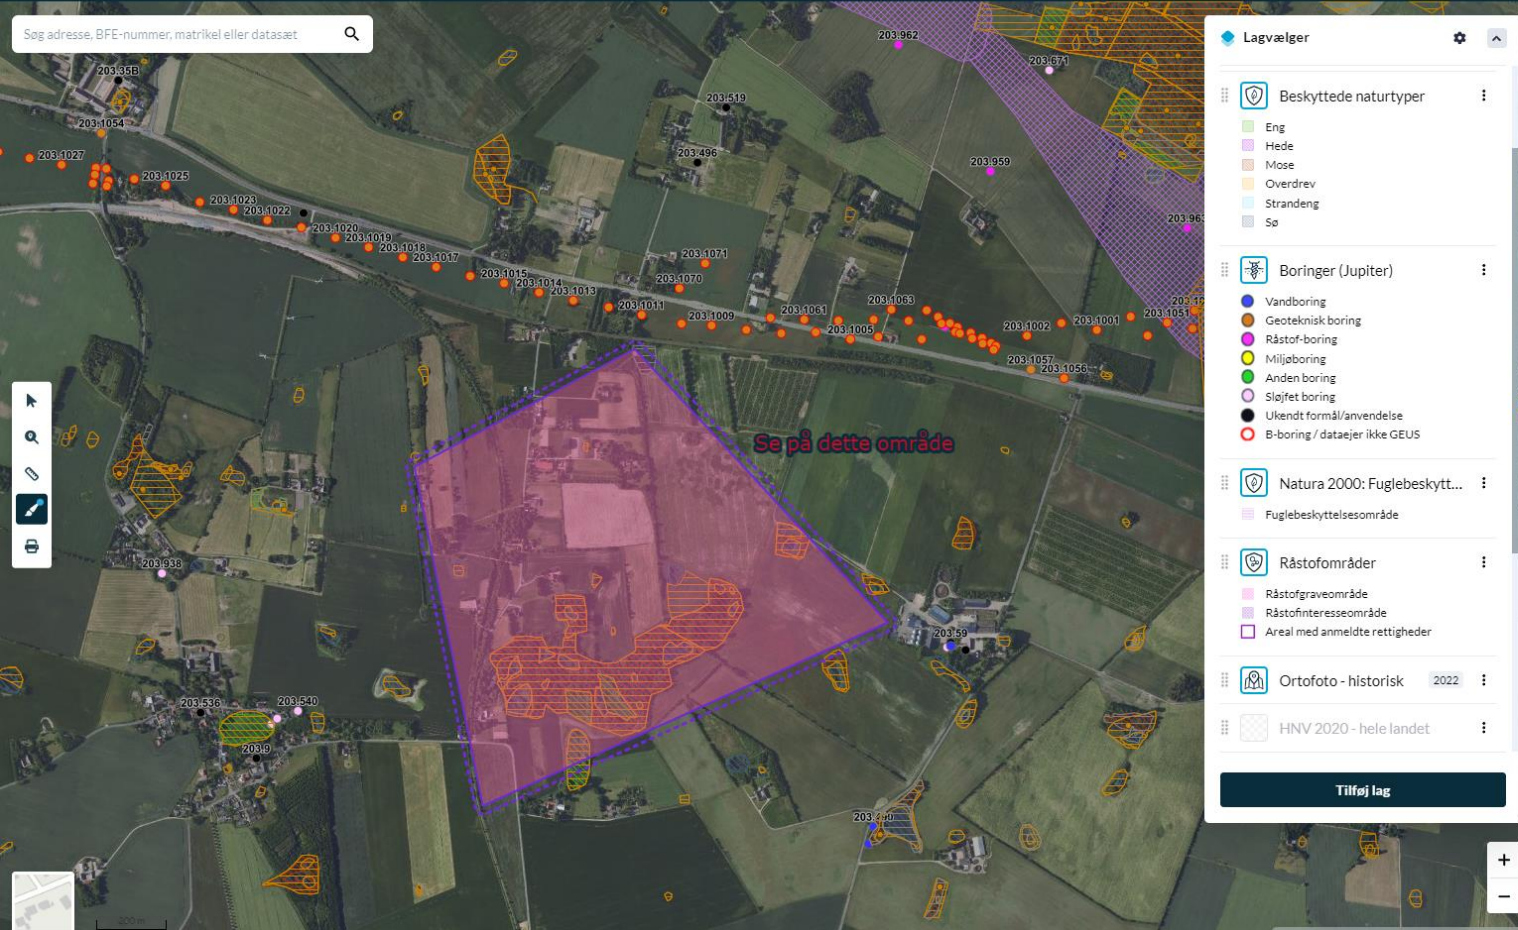 Søg adresse, BFE-nummer, matrikel eller datasæt
203.962
203.671
203.35B
203.519
203.1054
203.496
203.1027
203.959
203.1025
203.1023
203.1022
203.963
203.1020
203.1019
203.1018
203.1017
203.1071
203.1015
203.1070
203.1014
203.1013
203.1063
203.1011
203.1061
203.1009
203.1051
203.1005
203.1002
203.1001
203.1057
203.1056
Se på dette område
203.938
203.59
203.536
203.540
203.9
200 m
Lagvælger
Beskyttede naturtyper
Eng
Hede
Mose
Overdrev
Strandeng
Sø
Boringer (Jupiter)
Vandboring
Geoteknisk boring
Råstof-boring
Miljøboring
Anden boring
Sløjfet boring
Ukendt formål/anvendelse
B-boring / dataejer ikke GEUS
Natura 2000: Fuglebeskytt...
Fuglebeskyttelsesområde
Råstofområder
Råstofgraveområde
Råstofinteresseområde
Areal med anmeldte rettigheder
Ortofoto - historisk
2022
HNV 2020 - hele landet
Tilføj lag
+
−